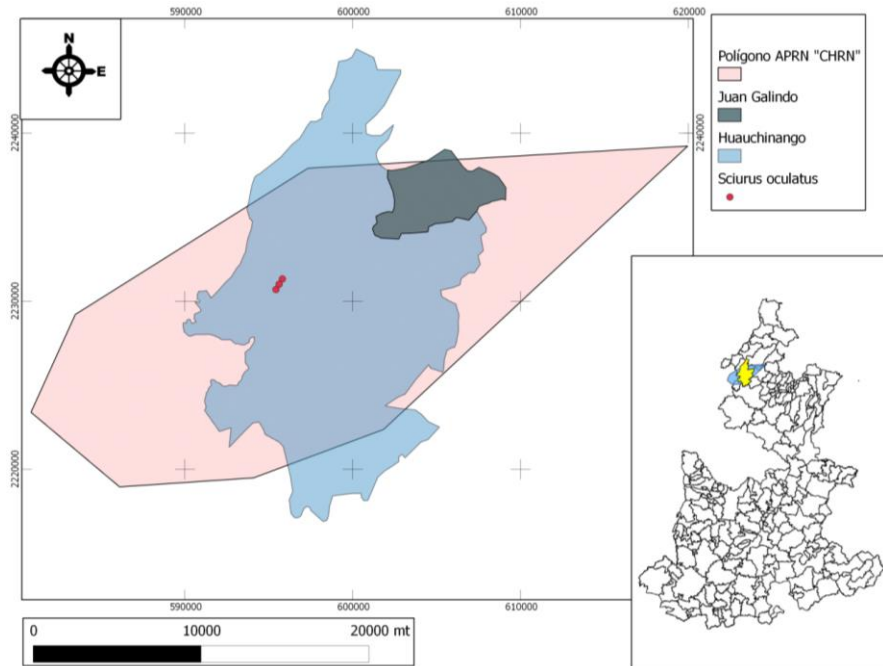 590000 600000 610000 620000
N
E
2240000
2240000
2230000
2220000
590000 600000 610000
Polígono APRN "CHRN"
Juan Galindo
Huauchinango
Sciurus oculatus
0 10000 20000 mt